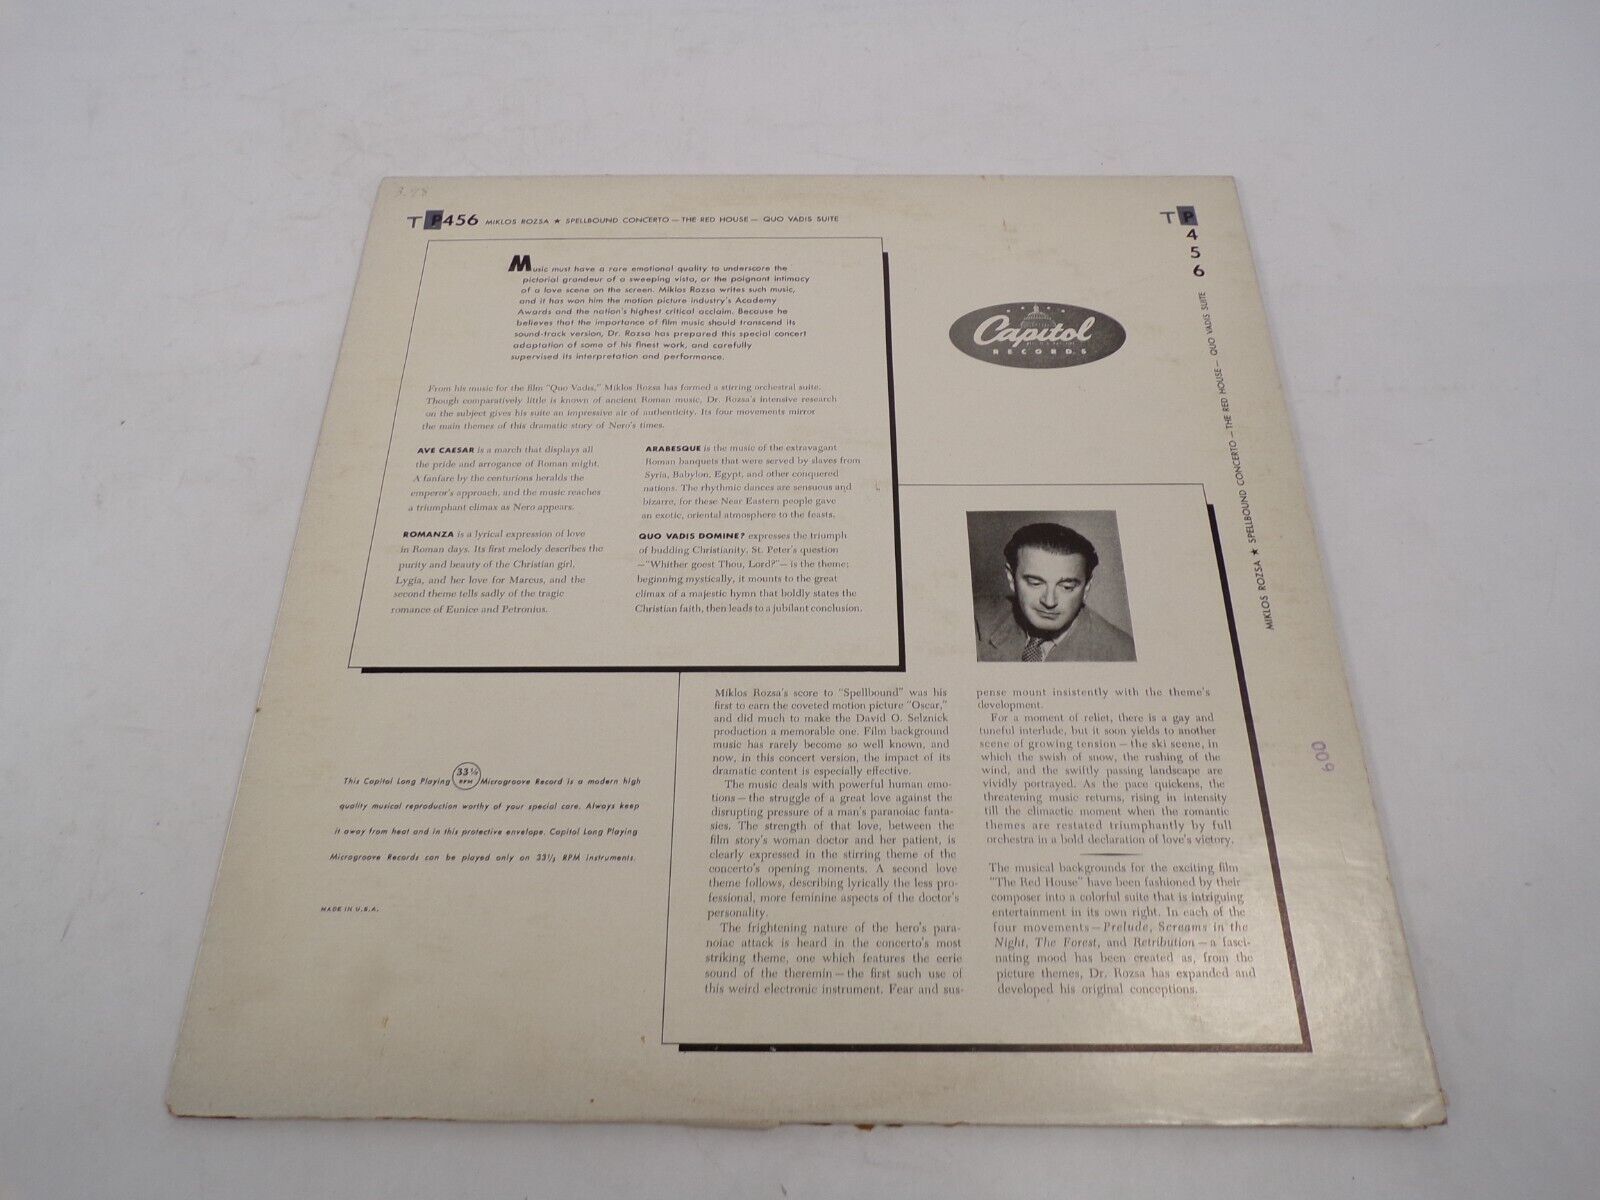 3.98
T P456 MIKLOS ROZSA ★ SPELLBOUND CONCERTO — THE RED HOUSE — QUO VADIS SUITE
Music must have a rare emotional quality to underscore the
pictorial grandeur of a sweeping vista, or the poignant intimacy
of a love scene on the screen. Miklos Rozsa writes such music,
and it has won him the motion picture industry's Academy
Awards and the nation's highest critical acclaim. Because he
believes that the importance of film music should transcend its
sound-track version, Dr. Rozsa has prepared this special concert
adaptation of some of his finest work, and carefully
supervised its interpretation and performance.
From his music for the film "Quo Vadis," Miklos Rozsa has formed a stirring orchestral suite.
Though comparatively little is known of ancient Roman music, Dr. Rozsa's intensive research
on the subject gives his suite an impressive air of authenticity. Its four movements mirror
the main themes of this dramatic story of Nero's times.
AVE CAESAR is a march that displays all
the pride and arrogance of Roman might.
A fanfare by the centurions heralds the
emperor's approach, and the music reaches
a triumphant climax as Nero appears.
ROMANZA is a lyrical expression of love
in Roman days. Its first melody describes the
purity and beauty of the Christian girl,
Lygia, and her love for Marcus, and the
second theme tells sadly of the tragic
romance of Eunice and Petronius.
ARABESQUE is the music of the extravagant
Roman banquets that were served by slaves from
Syria, Babylon, Egypt, and other conquered
nations. The rhythmic dances are sensuous and
bizarre, for these Near Eastern people gave
an exotic, oriental atmosphere to the feasts.
QUO VADIS DOMINE? expresses the triumph
of budding Christianity. St. Peter's question
—"Whither goest Thou, Lord?"— is the theme;
beginning mystically, it mounts to the great
climax of a majestic hymn that boldly states the
Christian faith, then leads to a jubilant conclusion.
Capitol
RECORDS
T P
4
5
6
MIKLOS ROZSA ★ SPELLBOUND CONCERTO — THE RED HOUSE — QUO VADIS SUITE
600
This Capitol Long Playing 33⅓ RPM Microgroove Record is a modern high
quality musical reproduction worthy of your special care. Always keep
it away from heat and in this protective envelope. Capitol Long Playing
Microgroove Records can be played only on 33⅓ RPM instruments.
MADE IN U.S.A.
Miklos Rozsa's score to "Spellbound" was his
first to earn the coveted motion picture "Oscar,"
and did much to make the David O. Selznick
production a memorable one. Film background
music has rarely become so well known, and
now, in this concert version, the impact of its
dramatic content is especially effective.
The music deals with powerful human emo-
tions — the struggle of a great love against the
disrupting pressure of a man's paranoiac fanta-
sies. The strength of that love, between the
film story's woman doctor and her patient, is
clearly expressed in the stirring theme of the
concerto's opening moments. A second love
theme follows, describing lyrically the less pro-
fessional, more feminine aspects of the doctor's
personality.
The frightening nature of the hero's para-
noiac attack is heard in the concerto's most
striking theme, one which features the eerie
sound of the theremin — the first such use of
this weird electronic instrument. Fear and sus-
pense mount insistently with the theme's
development.
For a moment of relief, there is a gay and
tuneful interlude, but it soon yields to another
scene of growing tension — the ski scene, in
which the swish of snow, the rushing of the
wind, and the swiftly passing landscape are
vividly portrayed. As the pace quickens, the
threatening music returns, rising in intensity
till the climactic moment when the romantic
themes are restated triumphantly by full
orchestra in a bold declaration of love's victory.
The musical backgrounds for the exciting film
"The Red House" have been fashioned by their
composer into a colorful suite that is intriguing
entertainment in its own right. In each of the
four movements — Prelude, Screams in the
Night, The Forest, and Retribution — a fasci-
nating mood has been created as, from the
picture themes, Dr. Rozsa has expanded and
developed his original conceptions.